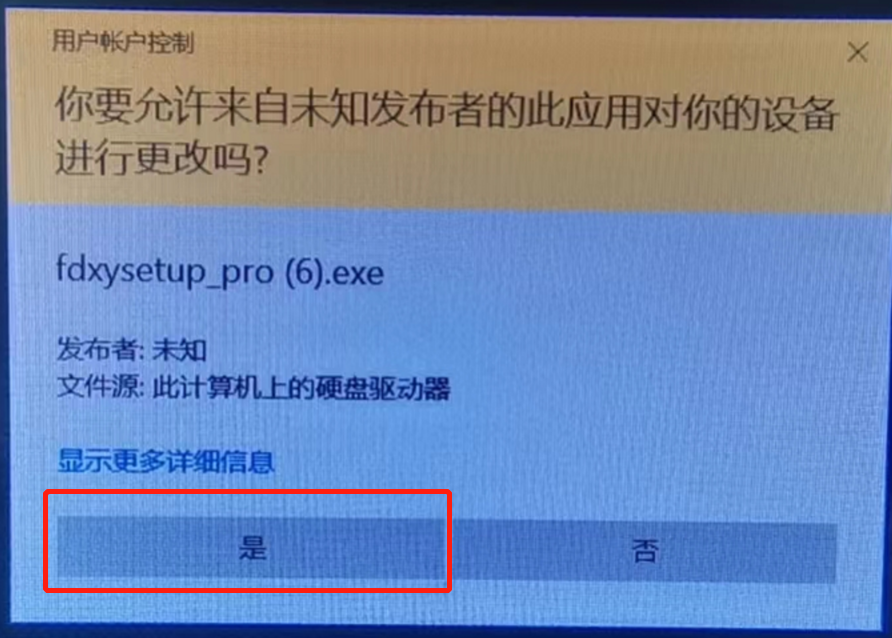 用户帐户控制
你要允许来自未知发布者的此应用对你的设备
进行更改吗?
fdxysetup_pro (6).exe
发布者: 未知
文件源: 此计算机上的硬盘驱动器
显示更多详细信息
是
否